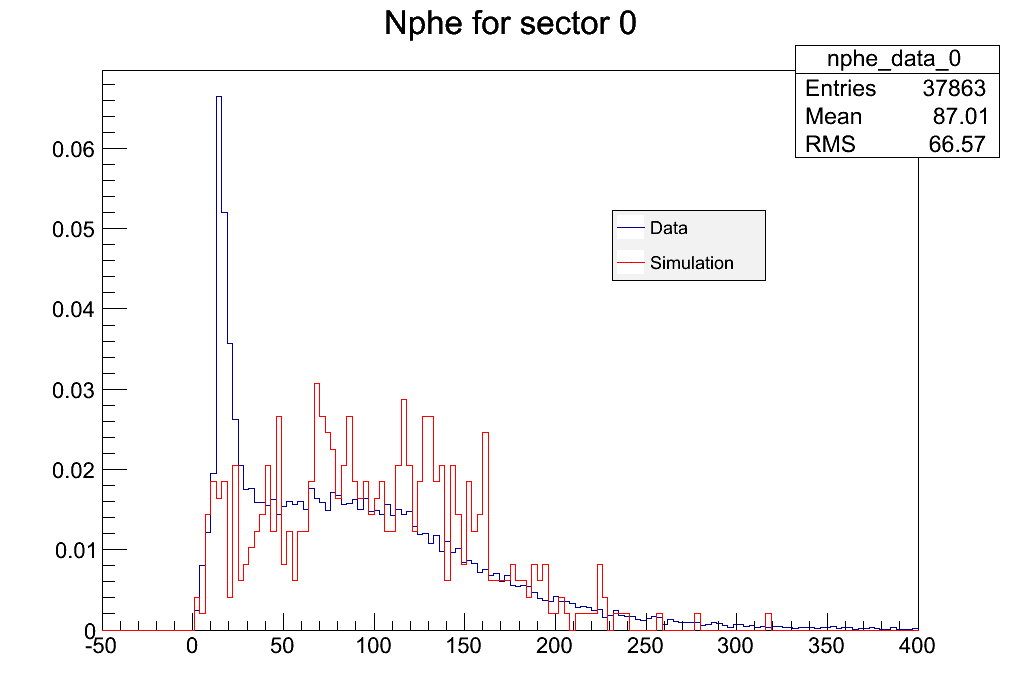 Nphe for sector 0
nphe_data_0
Entries 37863
Mean 87.01
RMS 66.57
Data
Simulation
0.06
0.05
0.04
0.03
0.02
0.01
0
-50 0 50 100 150 200 250 300 350 400